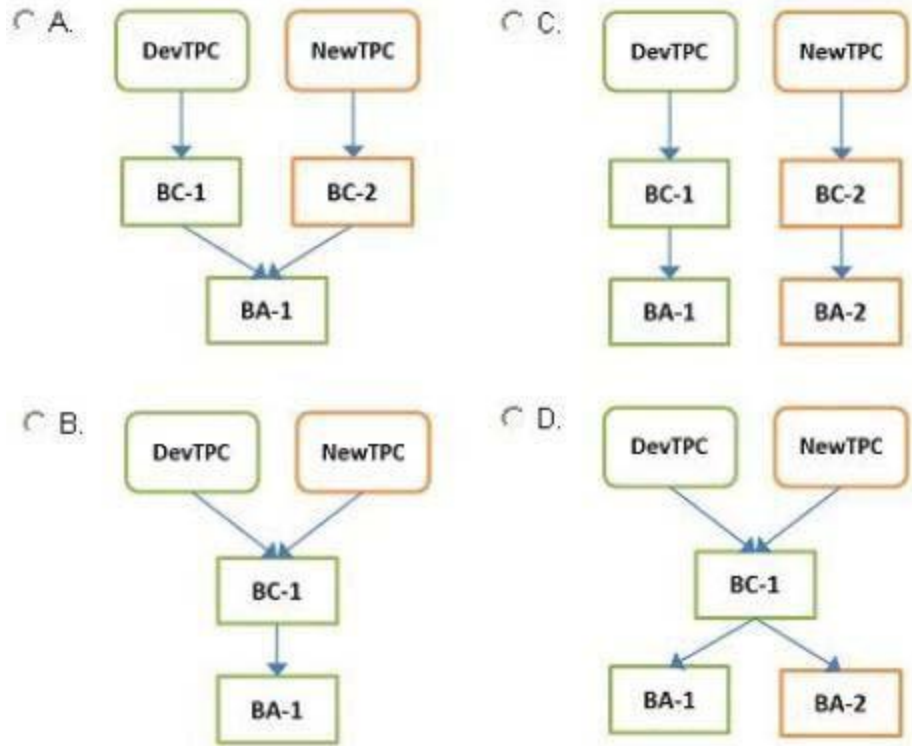 A.
DevTPC NewTPC
BC-1 BC-2
BA-1
C.
DevTPC NewTPC
BC-1 BC-2
BA-1 BA-2
B.
DevTPC NewTPC
BC-1
BA-1
D.
DevTPC NewTPC
BC-1
BA-1 BA-2